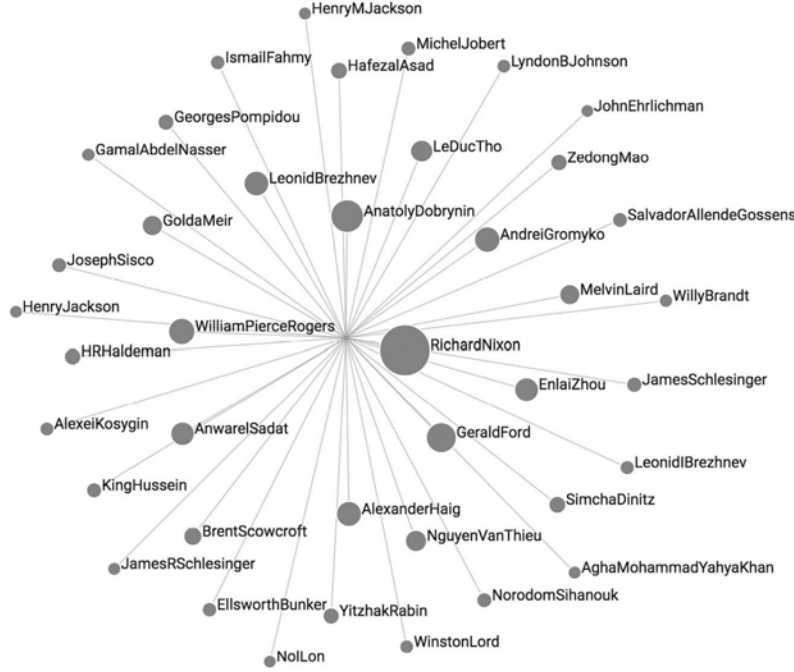 HenryMJackson
MichelJobert
IsmailFahmy
HafezalAsad
LyndonBJohnson
JohnEhrlichman
GeorgesPompidou
LeDucTho
GamalAbdelNasser
ZedongMao
LeonidBrezhnev
AnatolyDobrynin
SalvadorAllendeGossens
GoldaMeir
AndreiGromyko
JosephSisco
MelvinLaird
WillyBrandt
HenryJackson
WilliamPierceRogers
RichardNixon
HRHaldeman
EnlaiZhou
JamesSchlesinger
AlexeiKosygin
AnwarelSadat
GeraldFord
LeonidIBrezhnev
KingHussein
SimchaDinitz
AlexanderHaig
BrentScowcroft
NguyenVanThieu
JamesRSchlesinger
AghaMohammadYahyaKhan
NorodomSihanouk
EllsworthBunker
YitzhakRabin
WinstonLord
NolLon